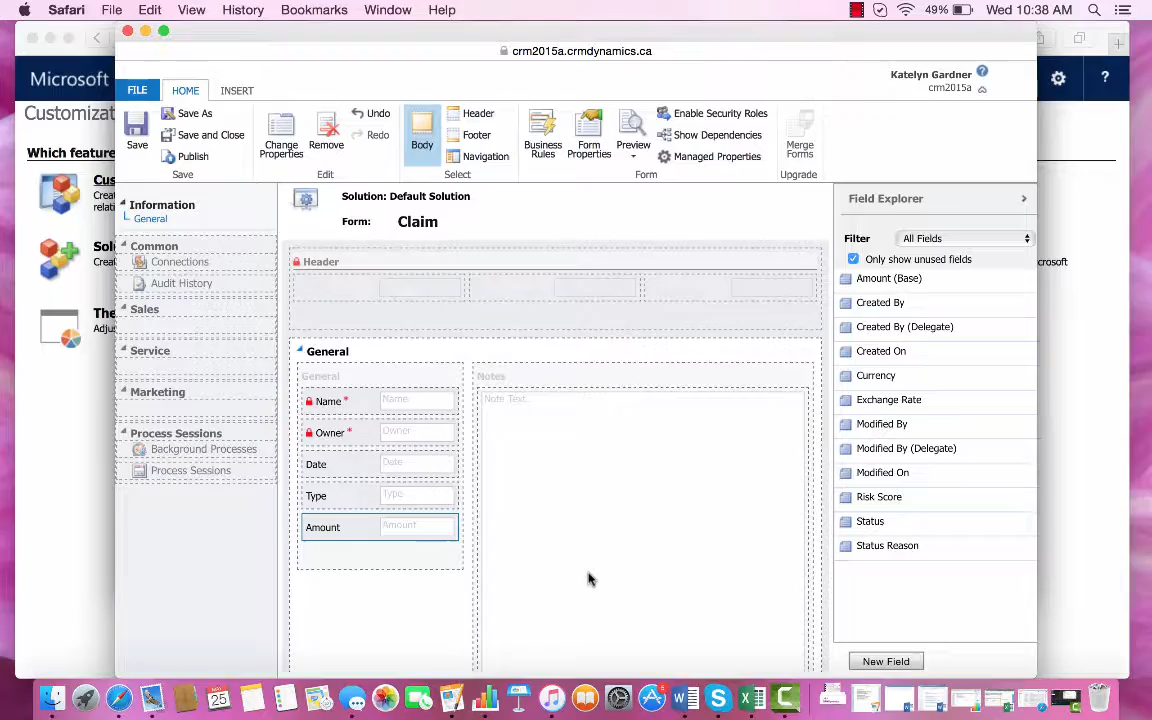 Safari File Edit View History Bookmarks Window Help 49% Wed 10:38 AM
crm2015a.crmdynamics.ca
Microsoft
?
Customizat
Which feature
Cus
Creat
relati
Sol
Creat
The
Adjus
crosoft
FILE HOME INSERT
Katelyn Gardner ?
crm2015a
Save
Save As
Save and Close
Publish
Save
Change Properties
Remove
Undo
Redo
Edit
Body
Header
Footer
Navigation
Select
Business Rules
Form Properties
Preview
Enable Security Roles
Show Dependencies
Managed Properties
Form
Merge Forms
Upgrade
Information
General
Common
Connections
Audit History
Sales
Service
Marketing
Process Sessions
Background Processes
Process Sessions
Solution: Default Solution
Form: Claim
Header
General
General
Name * Name
Owner * Owner
Date Date
Type Type
Amount Amount
Notes
Note Text..
Field Explorer
Filter All Fields
Only show unused fields
Amount (Base)
Created By
Created By (Delegate)
Created On
Currency
Exchange Rate
Modified By
Modified By (Delegate)
Modified On
Risk Score
Status
Status Reason
New Field